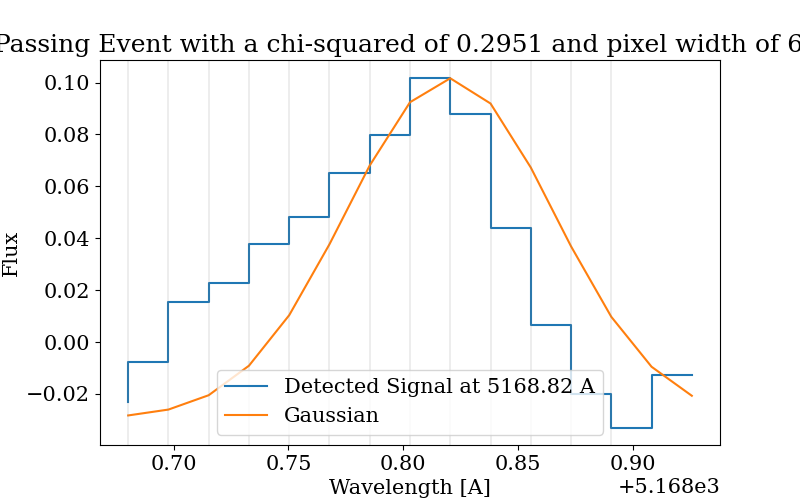 Passing Event with a chi-squared of 0.2951 and pixel width of 6
0.10
0.08
0.06
0.04
0.02
0.00
−0.02
Flux
Detected Signal at 5168.82 A
Gaussian
0.70 0.75 0.80 0.85 0.90
+5.168e3
Wavelength [A]